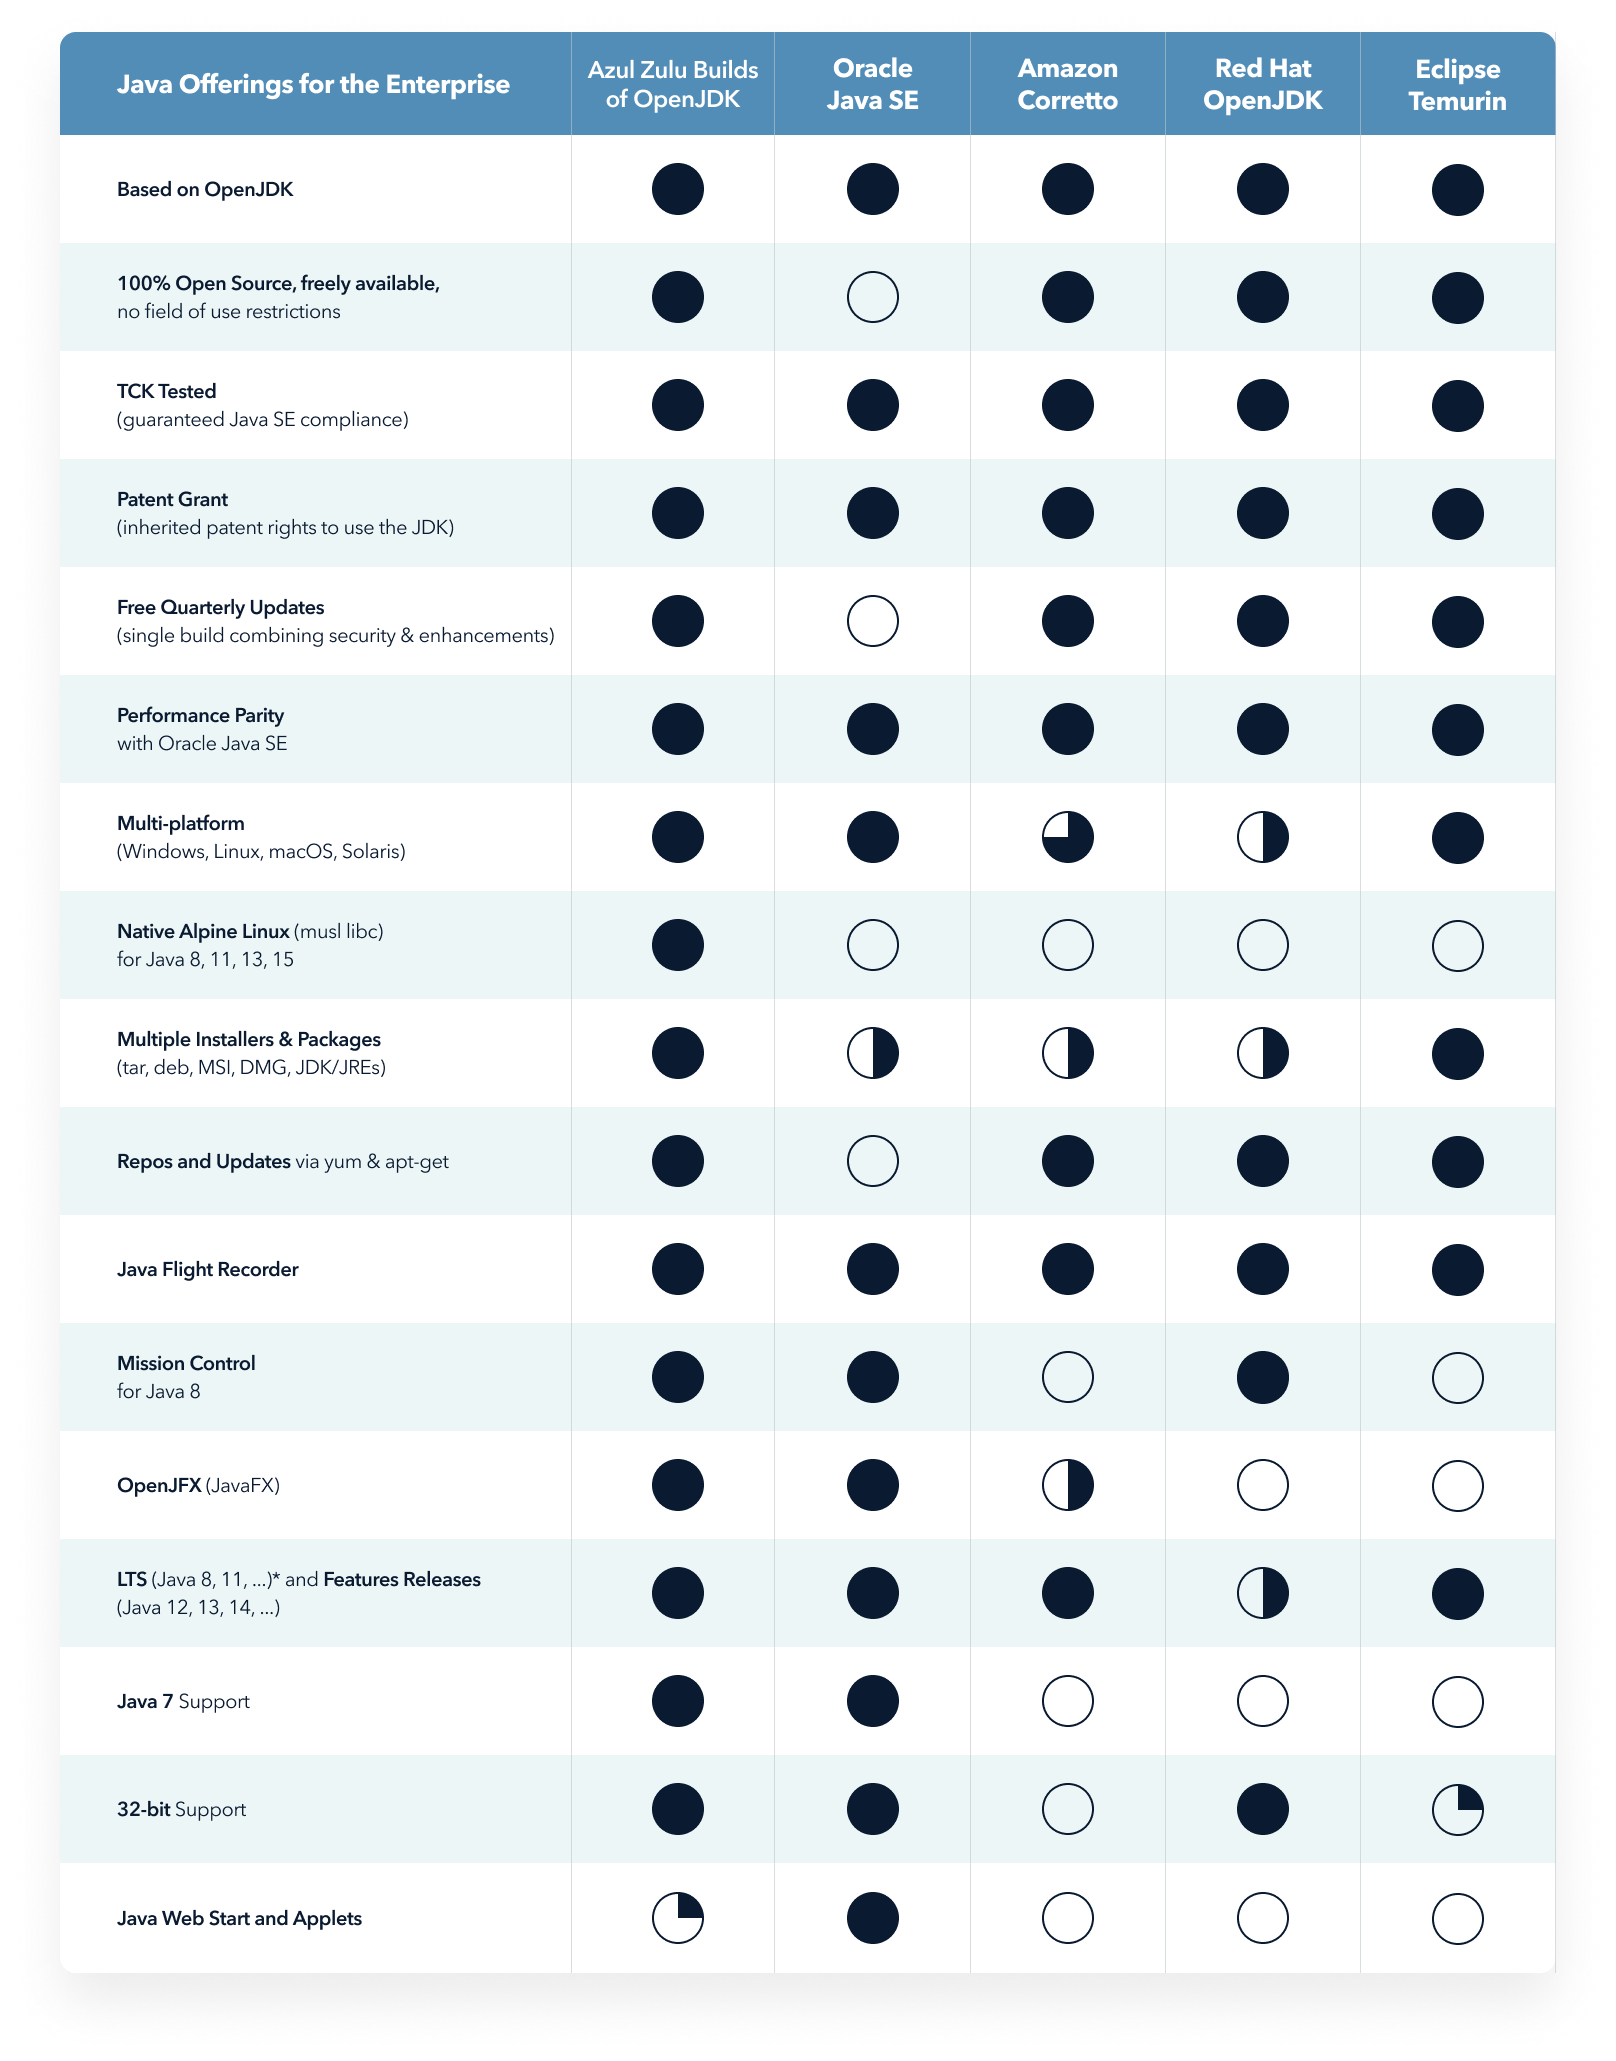 Java Offerings for the Enterprise
Azul Zulu Builds
of OpenJDK
Oracle
Java SE
Amazon
Corretto
Red Hat
OpenJDK
Eclipse
Temurin
Based on OpenJDK
100% Open Source, freely available,
no field of use restrictions
TCK Tested
(guaranteed Java SE compliance)
Patent Grant
(inherited patent rights to use the JDK)
Free Quarterly Updates
(single build combining security & enhancements)
Performance Parity
with Oracle Java SE
Multi-platform
(Windows, Linux, macOS, Solaris)
Native Alpine Linux (musl libc)
for Java 8, 11, 13, 15
Multiple Installers & Packages
(tar, deb, MSI, DMG, JDK/JREs)
Repos and Updates via yum & apt-get
Java Flight Recorder
Mission Control
for Java 8
OpenJFX (JavaFX)
LTS (Java 8, 11, ...)* and Features Releases
(Java 12, 13, 14, ...)
Java 7 Support
32-bit Support
Java Web Start and Applets